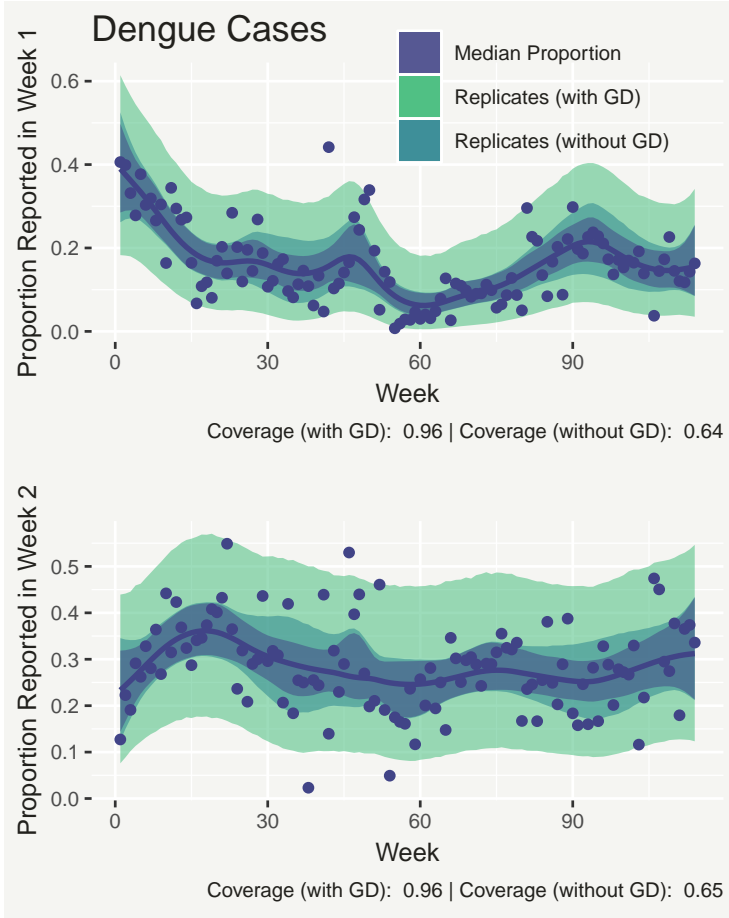 Dengue Cases
Median Proportion
Replicates (with GD)
Replicates (without GD)
Proportion Reported in Week 1
0.6
0.4
0.2
0.0
0
30
60
90
Week
Coverage (with GD): 0.96 | Coverage (without GD): 0.64
Proportion Reported in Week 2
0.5
0.4
0.3
0.2
0.1
0.0
0
30
60
90
Week
Coverage (with GD): 0.96 | Coverage (without GD): 0.65